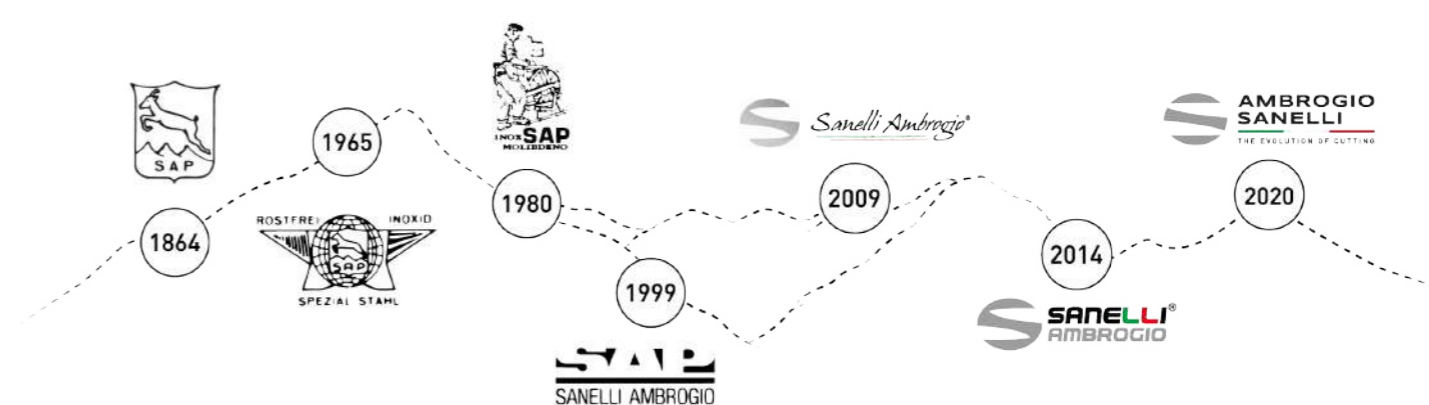 SAP
1864
1965
ROSTFREI INOXID
SAP
SPEZIAL STAHL
INOX SAP
MOLIBDENO
1980
1999
SAP
SANELLI AMBROGIO
Sanelli Ambrogio®
2009
2014
SANELLI®
AMBROGIO
AMBROGIO
SANELLI
THE EVOLUTION OF CUTTING
2020